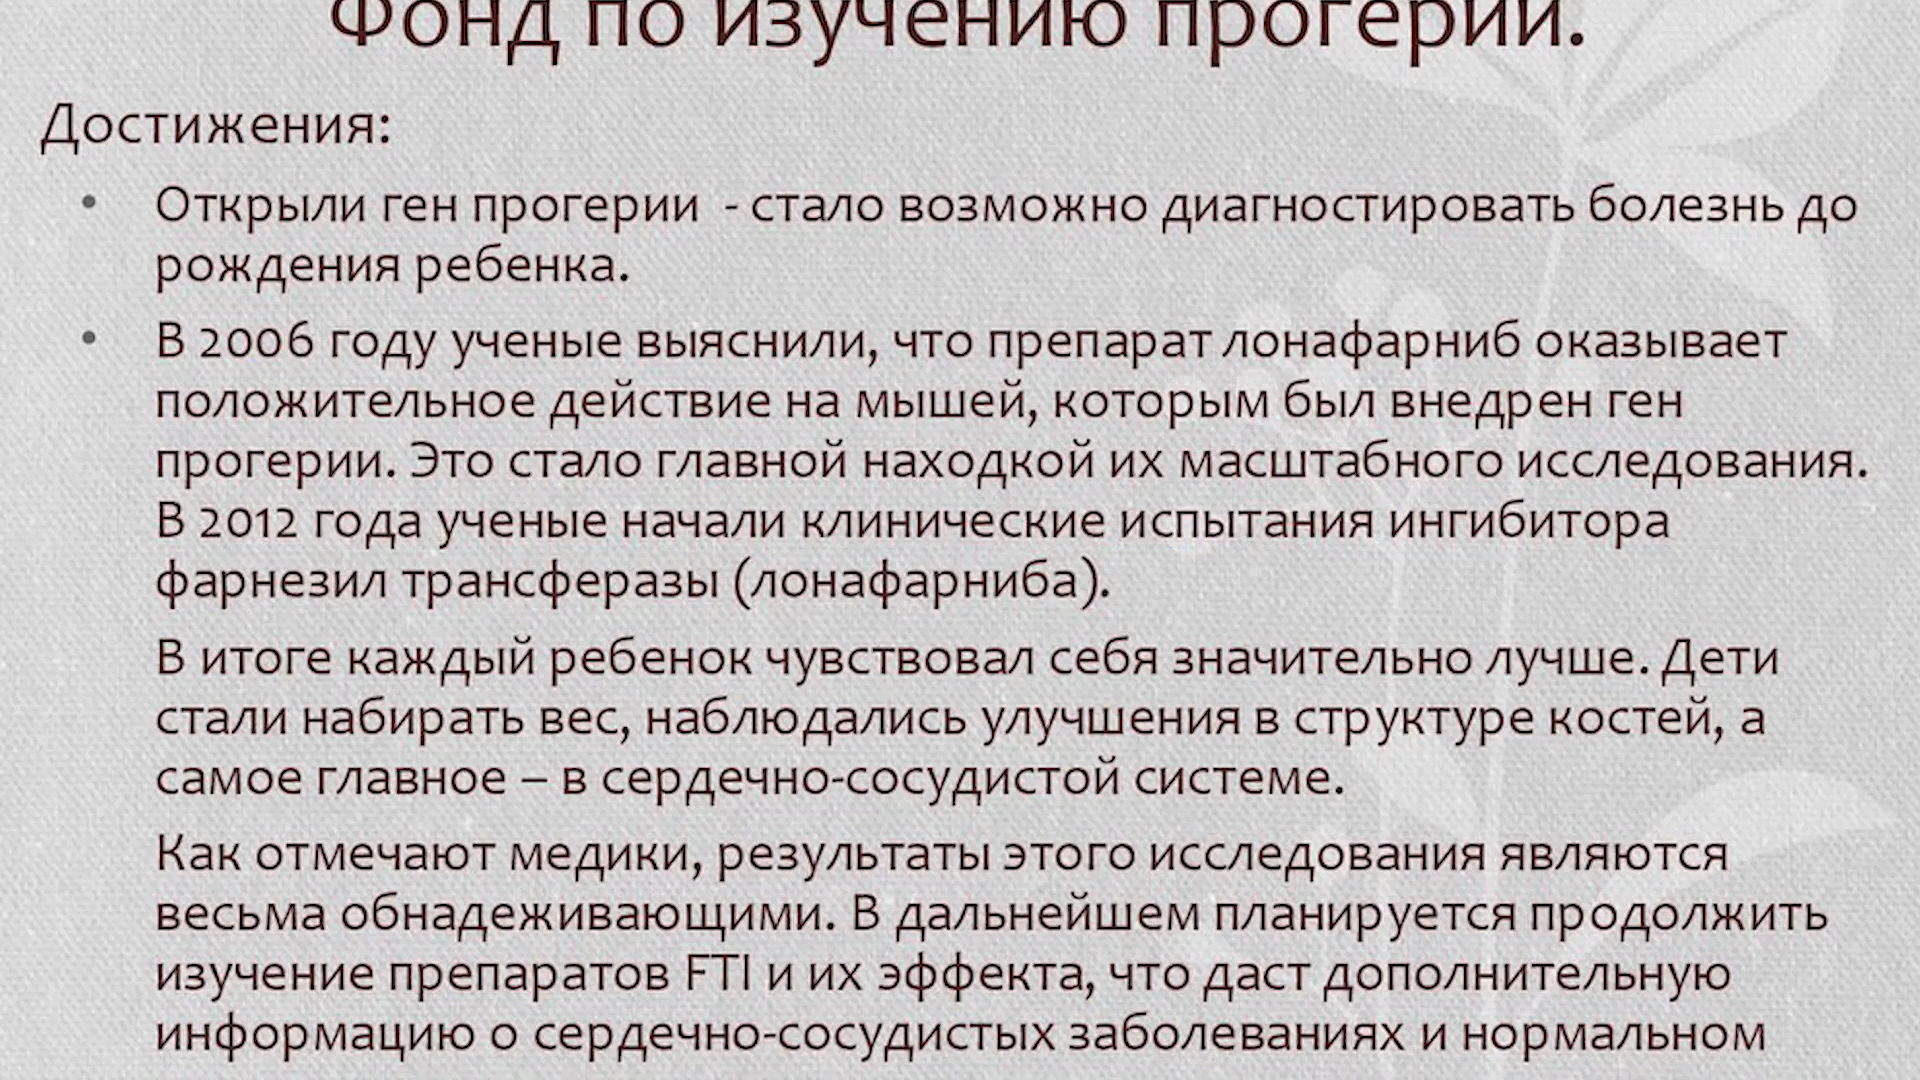 Фонд по изучению прогерии.
Достижения:
• Открыли ген прогерии - стало возможно диагностировать болезнь до
рождения ребенка.
• В 2006 году ученые выяснили, что препарат лонафарниб оказывает
положительное действие на мышей, которым был внедрен ген
прогерии. Это стало главной находкой их масштабного исследования.
В 2012 года ученые начали клинические испытания ингибитора
фарнезил трансферазы (лонафарниба).
В итоге каждый ребенок чувствовал себя значительно лучше. Дети
стали набирать вес, наблюдались улучшения в структуре костей, а
самое главное – в сердечно-сосудистой системе.
Как отмечают медики, результаты этого исследования являются
весьма обнадеживающими. В дальнейшем планируется продолжить
изучение препаратов FTI и их эффекта, что даст дополнительную
информацию о сердечно-сосудистых заболеваниях и нормальном